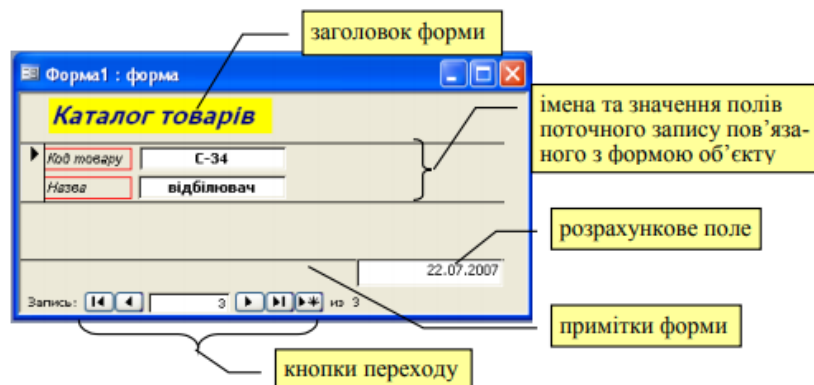 заголовок форми
Форма1 : форма
Каталог товарів
Код товару С-34
Назва відбілювач
імена та значення полів
поточного запису пов’яза-
ного з формою об’єкту
розрахункове поле
22.07.2007
Запись: 3 из 3
примітки форми
кнопки переходу